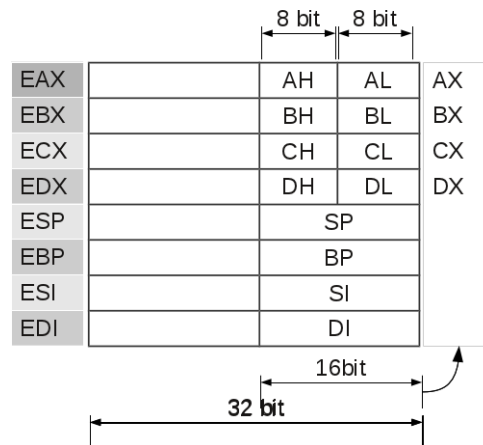 8 bit 8 bit
EAX AH AL AX
EBX BH BL BX
ECX CH CL CX
EDX DH DL DX
ESP SP
EBP BP
ESI SI
EDI DI
16bit
32 bit